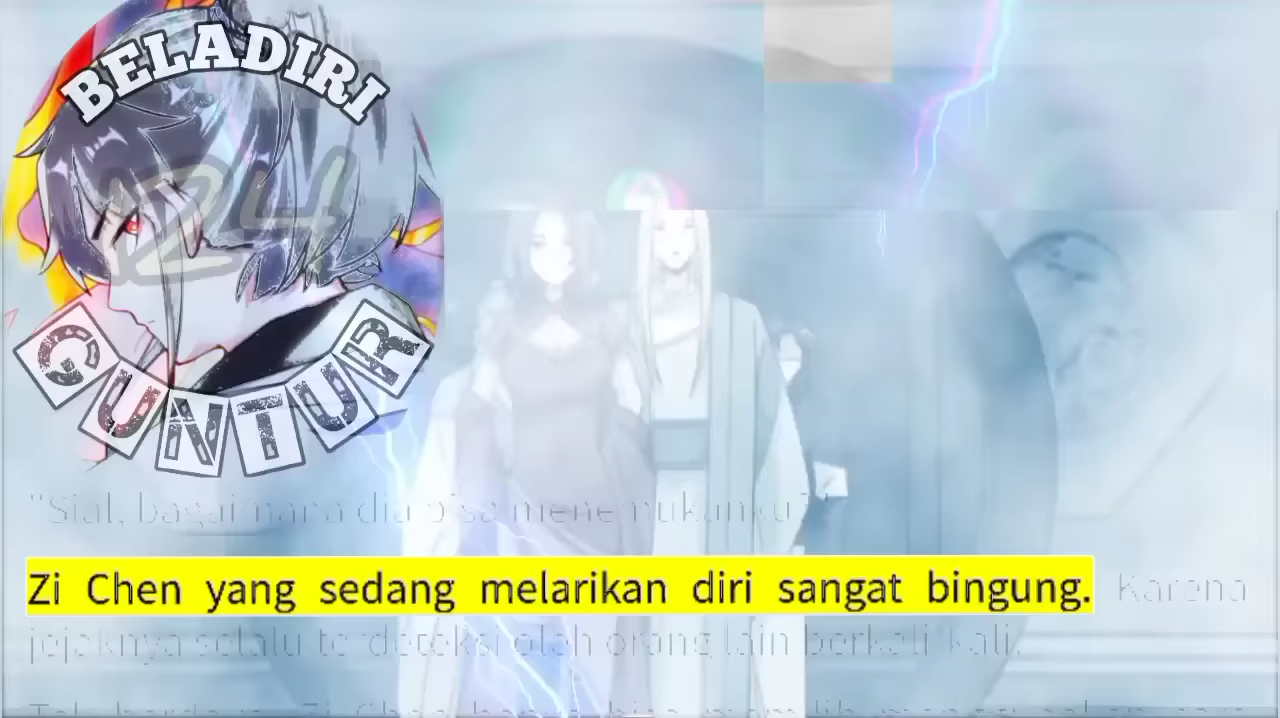 BELADIRI
124
GUNTUR
"Sial, bagaimana dia bisa menemukanku?"
Zi Chen yang sedang melarikan diri sangat bingung. Karena
jejaknya selalu terdeteksi oleh orang lain berkali-kali.